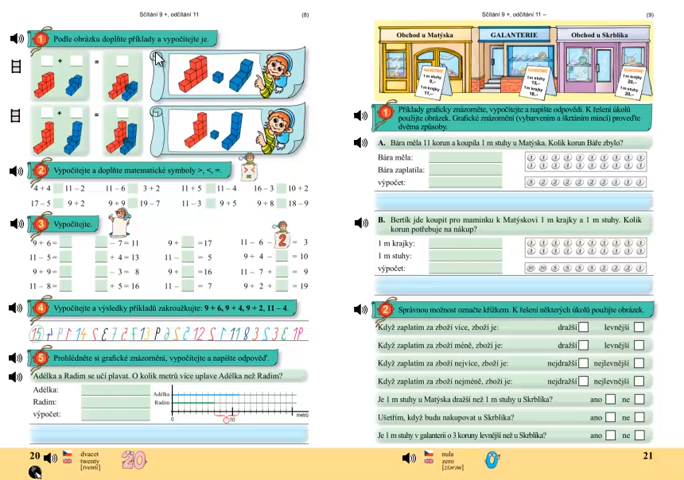 Sčítání 9 +, odčítání 11
(8)
1 Podle obrázku doplňte příklady a vypočítejte je.
+ =
+ =
2 Vypočítejte a doplňte matematické symboly >, <, =.
4 + 4 11 – 2 11 – 6 3 + 2 11 + 5 11 – 4 16 – 3 10 + 2
17 – 5 9 + 2 9 + 9 19 – 7 11 – 3 9 + 5 9 + 8 18 – 9
3 Vypočítejte.
9 + 6 = – 7 = 11 9 + = 17 11 – 6 – 2 = 3
11 – 5 = + 4 = 13 11 – = 5 9 + 4 – = 10
9 + 9 = – 3 = 8 9 + = 16 11 – 7 + = 9
11 – 8 = + 5 = 16 11 – = 7 9 + 2 – = 8
4 Vypočítejte a výsledky příkladů zakroužkujte: 9 + 6, 9 + 4, 9 + 2, 11 – 4.
5 Prohlédněte si grafické znázornění, vypočítejte a napište odpověď.
Adélka a Radim se učí plavat. O kolik metrů více uplave Adélka než Radim?
Adélka:
Radim:
výpočet:
Adélka
Radim
10
metrů
20
dvacet
twenty
20
Sčítání 9 +, odčítání 11 –
(9)
Obchod u Matýska
GALANTERIE
Obchod u Skrblíka
1 Příklady graficky znázorněte, vypočítejte a napište odpovědi. K řešení úkolů
použijte obrázek. Grafické znázornění (vybarvením a škrtáním mincí) proveďte
dvěma způsoby.
A. Bára měla 11 korun a koupila 1 m stuhy u Matýska. Kolik korun Báře zbylo?
Bára měla:
Bára zaplatila:
výpočet:
B. Bertík jde koupit pro maminku k Matýskovi 1 m krajky a 1 m stuhy. Kolik
korun potřebuje na nákup?
1 m krajky:
1 m stuhy:
výpočet:
2 Správnou možnost označte křížkem. K řešení některých úkolů použijte obrázek.
Když zaplatím za zboží více, zboží je: dražší levnější
Když zaplatím za zboží méně, zboží je: dražší levnější
Když zaplatím za zboží nejvíce, zboží je: nejdražší nejlevnější
Když zaplatím za zboží nejméně, zboží je: nejdražší nejlevnější
Je 1 m stuhy u Matýska dražší než 1 m stuhy u Skrblíka? ano ne
Ušetřím, když budu nakupovat u Skrblíka? ano ne
Je 1 m stuhy v galanterii o 3 koruny levnější než u Skrblíka? ano ne
nula
zero
0
21